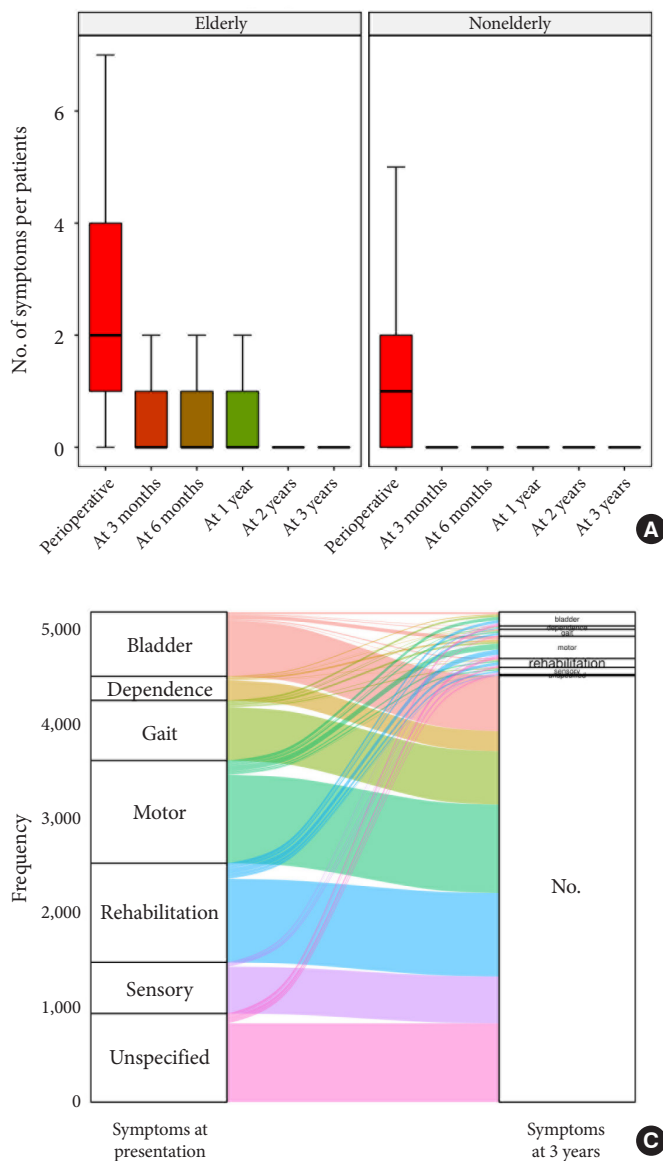 Elderly
Nonelderly
No. of symptoms per patients
6
4
2
0
Perioperative
At 3 months
At 6 months
At 1 year
At 2 years
At 3 years
Perioperative
At 3 months
At 6 months
At 1 year
At 2 years
At 3 years
A
Frequency
5,000
4,000
3,000
2,000
1,000
0
Bladder
Dependence
Gait
Motor
Rehabilitation
Sensory
Unspecified
bladder
dependence
gait
motor
rehabilitation
sensory
unspecified
No.
Symptoms at
presentation
Symptoms
at 3 years
C